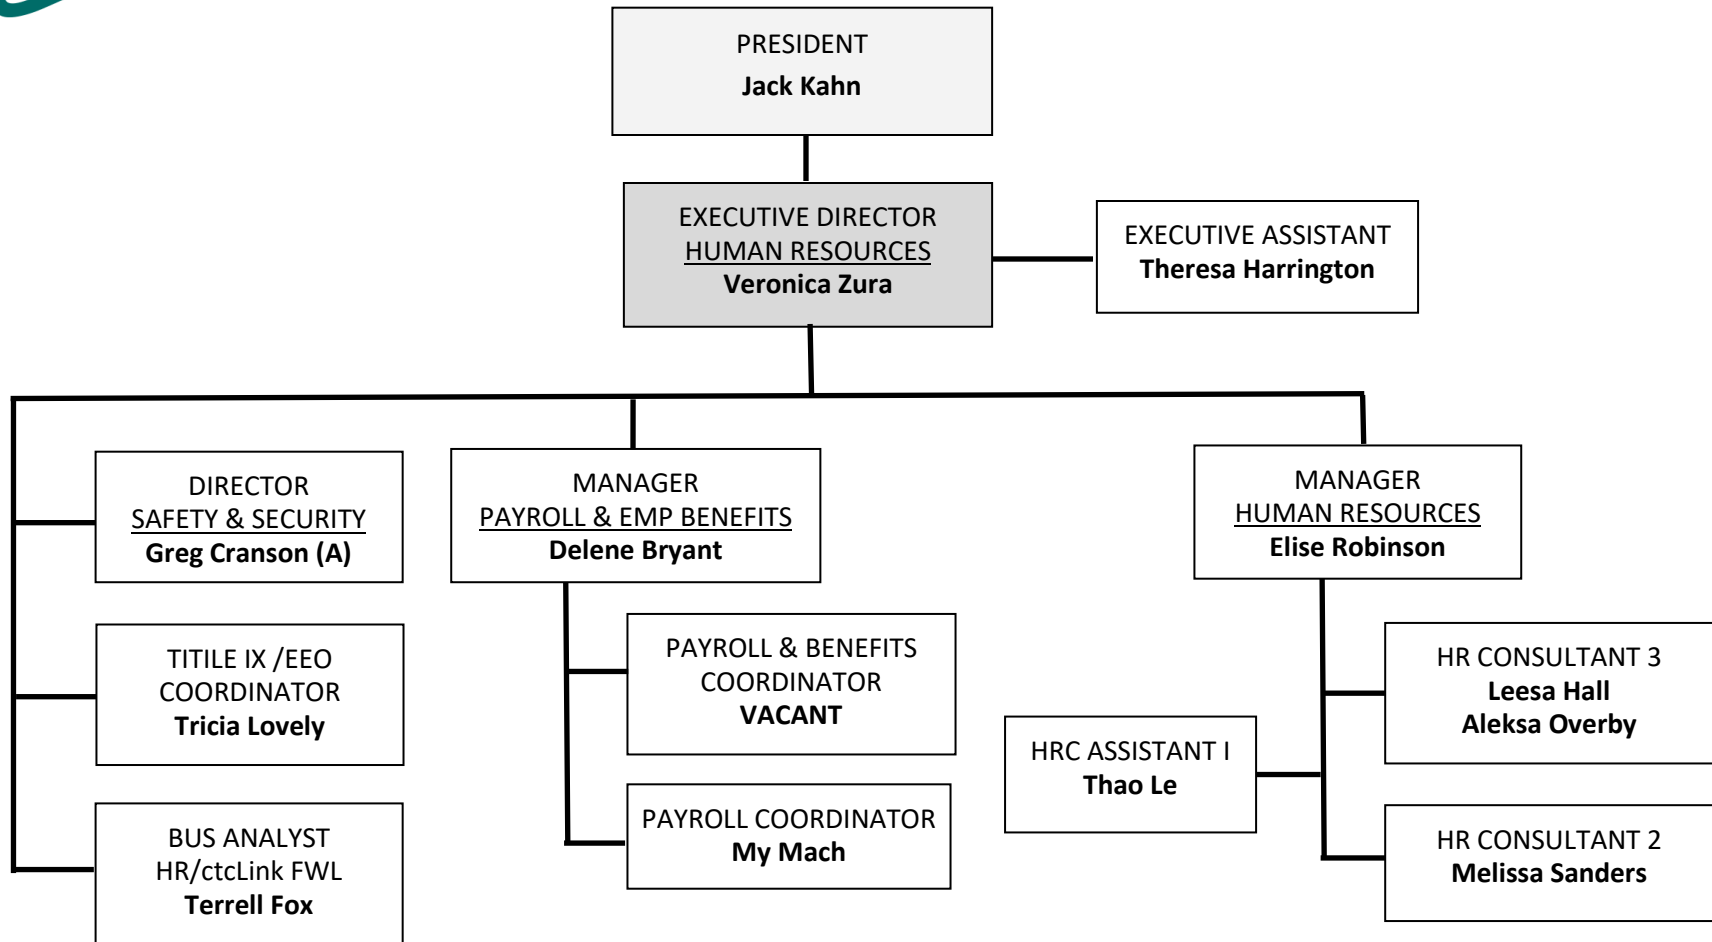 PRESIDENT
Jack Kahn
EXECUTIVE DIRECTOR
HUMAN RESOURCES
Veronica Zura
EXECUTIVE ASSISTANT
Theresa Harrington
DIRECTOR
SAFETY & SECURITY
Greg Cranson (A)
TITILE IX /EEO
COORDINATOR
Tricia Lovely
BUS ANALYST
HR/ctcLink FWL
Terrell Fox
MANAGER
PAYROLL & EMP BENEFITS
Delene Bryant
PAYROLL & BENEFITS
COORDINATOR
VACANT
PAYROLL COORDINATOR
My Mach
MANAGER
HUMAN RESOURCES
Elise Robinson
HR CONSULTANT 3
Leesa Hall
Aleksa Overby
HRC ASSISTANT I
Thao Le
HR CONSULTANT 2
Melissa Sanders